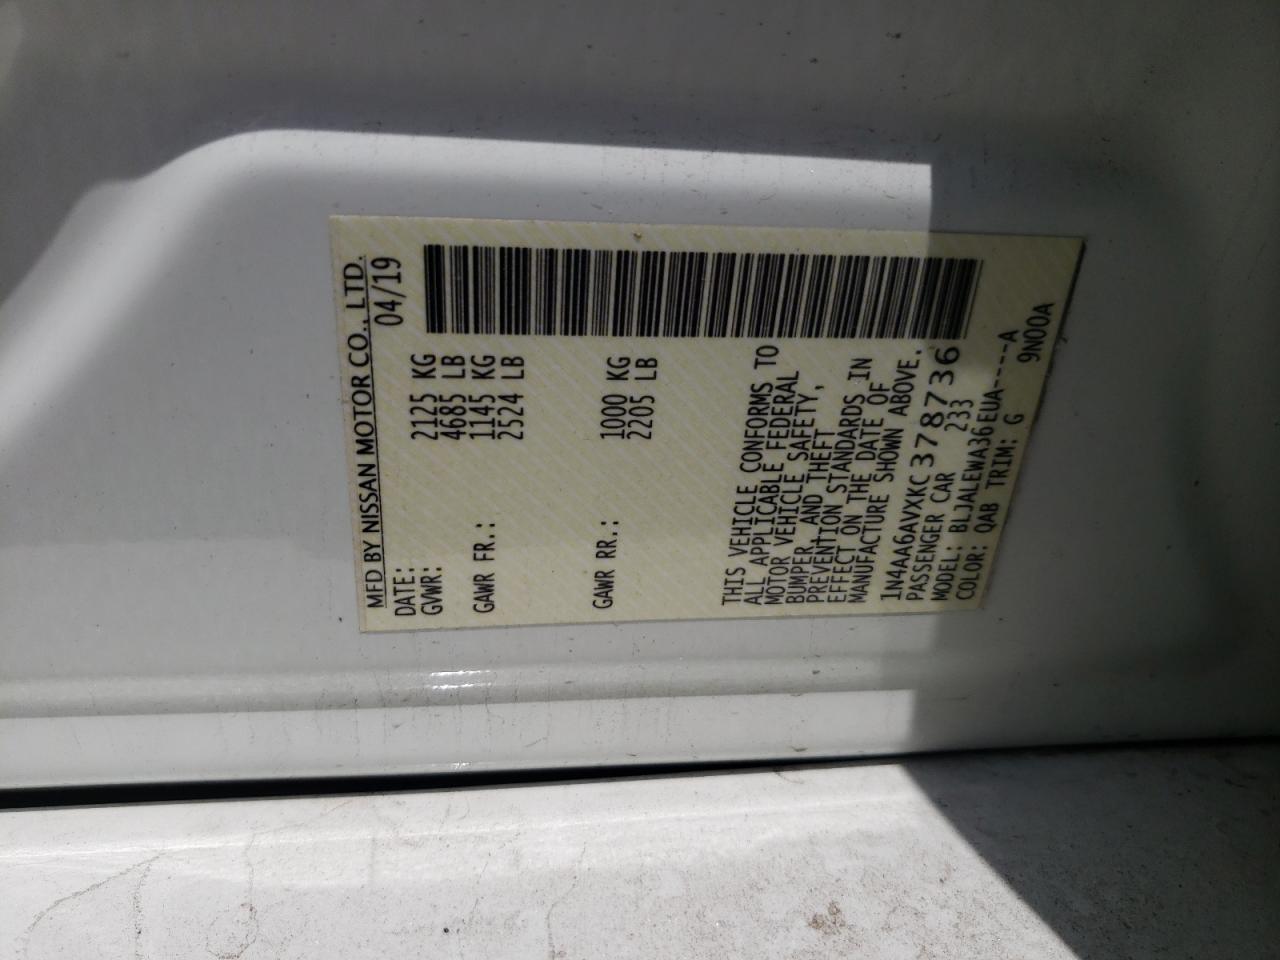 MFD BY NISSAN MOTOR CO., LTD.
DATE: 04/19
GVWR: 2125 KG
4685 LB
GAWR FR.: 1145 KG
2524 LB
GAWR RR.: 1000 KG
2205 LB
THIS VEHICLE CONFORMS TO
ALL APPLICABLE FEDERAL
MOTOR VEHICLE SAFETY,
BUMPER, AND THEFT
PREVENTION STANDARDS IN
EFFECT ON THE DATE OF
MANUFACTURE SHOWN ABOVE.
1N4AA6AVXKC378736
PASSENGER CAR 233
MODEL: BLJALEWA36EUA----A
COLOR: QAB TRIM: G 9N00A